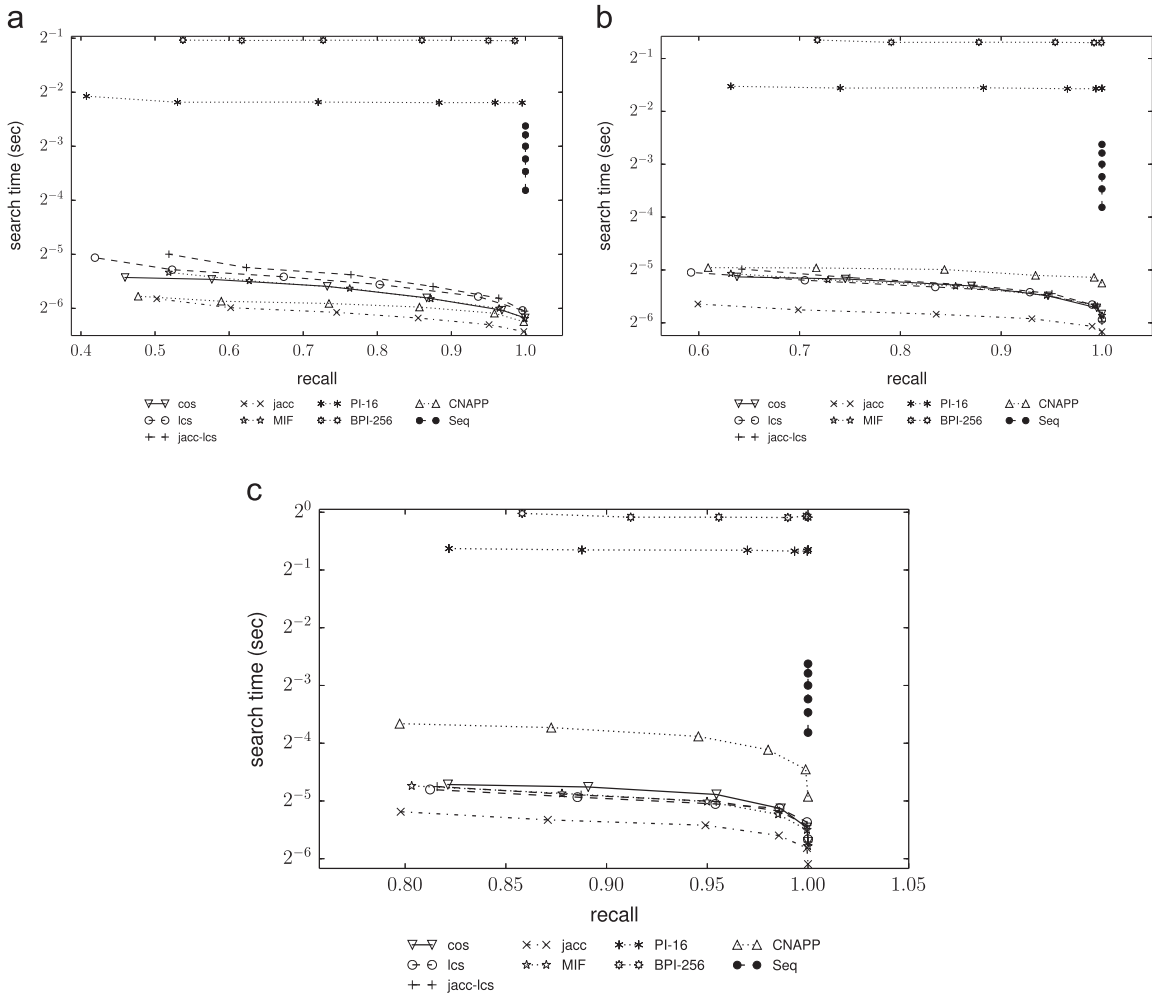 a
2^-1
2^-2
2^-3
2^-4
2^-5
2^-6
search time (sec)
0.4 0.5 0.6 0.7 0.8 0.9 1.0
recall
cos jacc PI-16 CNAPP
lcs MIF BPI-256 Seq
jacc-lcs
b
2^-1
2^-2
2^-3
2^-4
2^-5
2^-6
search time (sec)
0.6 0.7 0.8 0.9 1.0
recall
cos jacc PI-16 CNAPP
lcs MIF BPI-256 Seq
jacc-lcs
c
2^0
2^-1
2^-2
2^-3
2^-4
2^-5
2^-6
search time (sec)
0.80 0.85 0.90 0.95 1.00 1.05
recall
cos jacc PI-16 CNAPP
lcs MIF BPI-256 Seq
jacc-lcs